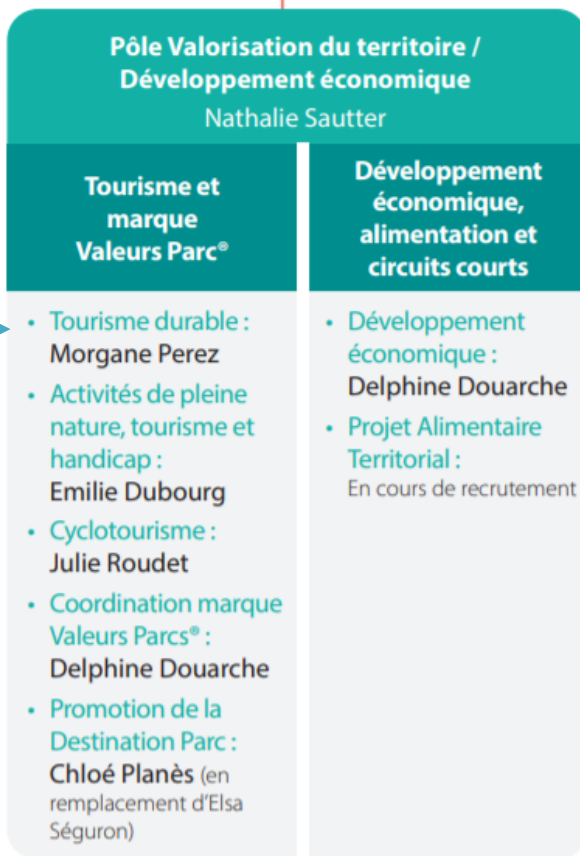 Pôle Valorisation du territoire /
Développement économique
Nathalie Sautter
Tourisme et
marque
Valeurs Parc®
• Tourisme durable :
Morgane Perez
• Activités de pleine
nature, tourisme et
handicap :
Emilie Dubourg
• Cyclotourisme :
Julie Roudet
• Coordination marque
Valeurs Parcs® :
Delphine Douarche
• Promotion de la
Destination Parc :
Chloé Planès (en
remplacement d'Elsa
Séguron)
Développement
économique,
alimentation et
circuits courts
• Développement
économique :
Delphine Douarche
• Projet Alimentaire
Territorial :
En cours de recrutement